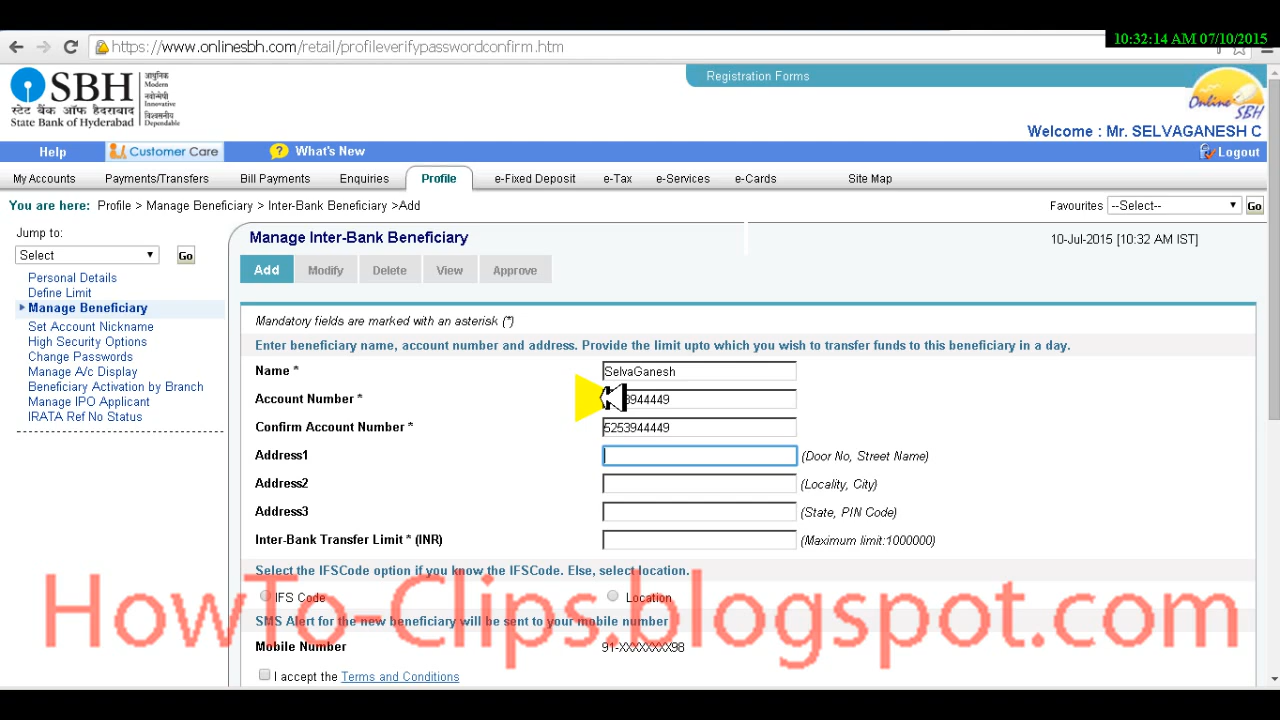 10:32:14 AM 07/10/2015
https://www.onlinesbh.com/retail/profileverifypasswordconfirm.htm
SBH
स्टेट बैंक ऑफ हैदराबाद
State Bank of Hyderabad
आधुनिक
Modern
नवोन्मेषी
Innovative
विश्वसनीय
Dependable
Registration Forms
Online SBH
Welcome : Mr. SELVAGANESH C
Help Customer Care ? What's New Logout
My Accounts Payments/Transfers Bill Payments Enquiries Profile e-Fixed Deposit e-Tax e-Services e-Cards Site Map
You are here: Profile > Manage Beneficiary > Inter-Bank Beneficiary >Add Favourites --Select-- Go
Jump to:
Select Go
Personal Details
Define Limit
Manage Beneficiary
Set Account Nickname
High Security Options
Change Passwords
Manage A/c Display
Beneficiary Activation by Branch
Manage IPO Applicant
IRATA Ref No Status
Manage Inter-Bank Beneficiary 10-Jul-2015 [10:32 AM IST]
Add Modify Delete View Approve
Mandatory fields are marked with an asterisk (*)
Enter beneficiary name, account number and address. Provide the limit upto which you wish to transfer funds to this beneficiary in a day.
Name * SelvaGanesh
Account Number * 3944449
Confirm Account Number * 5253944449
Address1 (Door No, Street Name)
Address2 (Locality, City)
Address3 (State, PIN Code)
Inter-Bank Transfer Limit * (INR) (Maximum limit:1000000)
Select the IFSCode option if you know the IFSCode. Else, select location.
IFS Code Location
HowTo-Clips.blogspot.com
SMS Alert for the new beneficiary will be sent to your mobile number
Mobile Number 91-XXXXXXXX98
I accept the Terms and Conditions